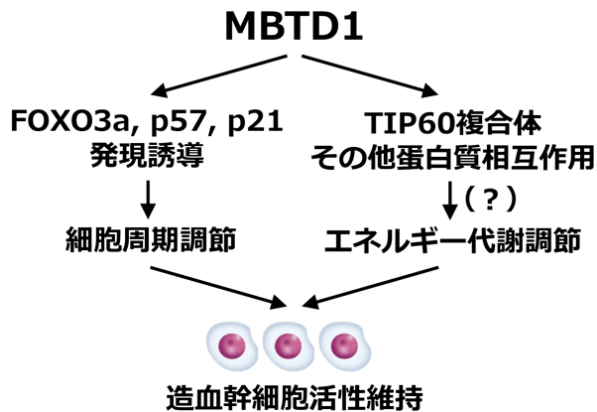 MBTD1
FOXO3a, p57, p21
発現誘導
TIP60複合体
その他蛋白質相互作用
(？)
細胞周期調節
エネルギー代謝調節
造血幹細胞活性維持